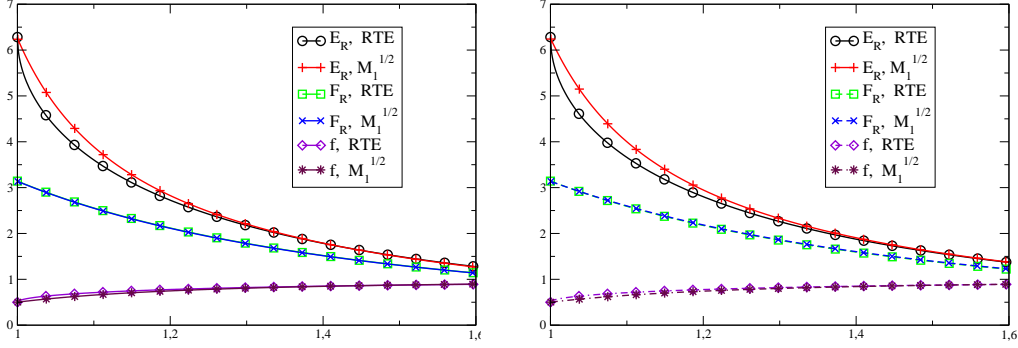 7
6
5
4
3
2
1
0
1
1,2
1,4
1,6
E_R, RTE
E_R, M_1^{1/2}
F_R, RTE
F_R, M_1^{1/2}
f, RTE
f, M_1^{1/2}
7
6
5
4
3
2
1
0
1
1,2
1,4
1,6
E_R, RTE
E_R, M_1^{1/2}
F_R, RTE
F_R, M_1^{1/2}
f, RTE
f, M_1^{1/2}